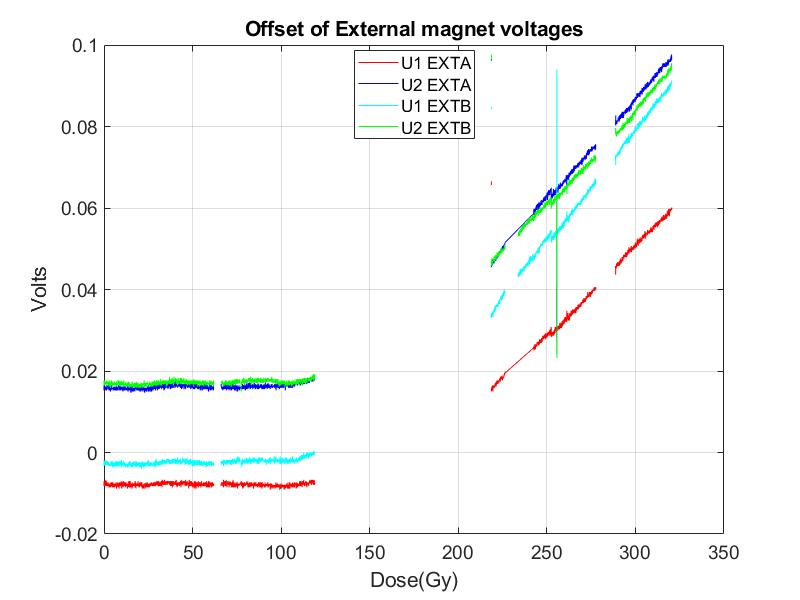 Offset of External magnet voltages
0.1
0.08
0.06
0.04
0.02
0
-0.02
Volts
U1 EXTA
U2 EXTA
U1 EXTB
U2 EXTB
0 50 100 150 200 250 300 350
Dose(Gy)